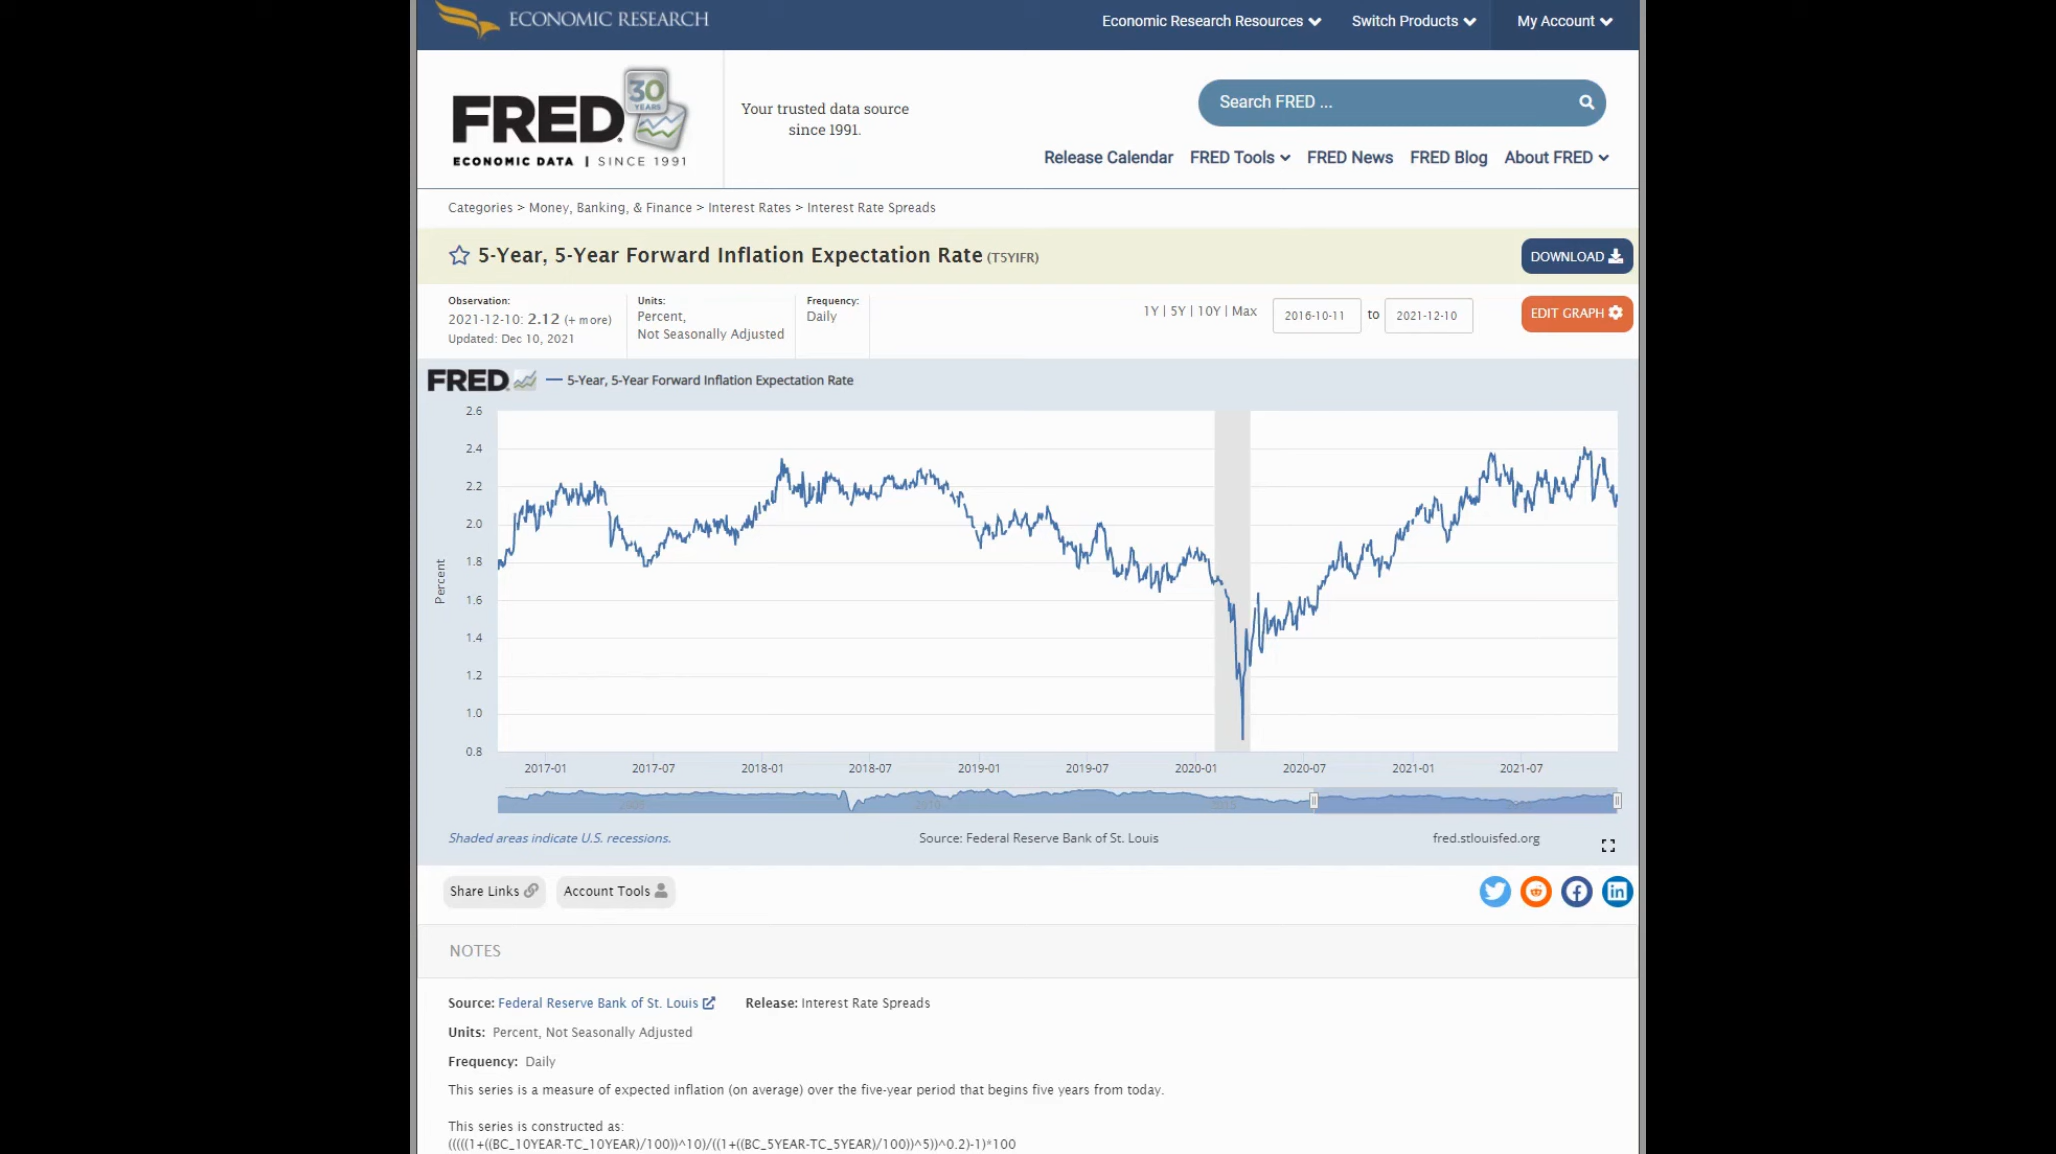 ECONOMIC RESEARCH
Economic Research Resources
Switch Products
My Account
30
YEARS
FRED
ECONOMIC DATA | SINCE 1991
Your trusted data source
since 1991.
Search FRED ...
Release Calendar
FRED Tools
FRED News
FRED Blog
About FRED
Categories > Money, Banking, & Finance > Interest Rates > Interest Rate Spreads
5-Year, 5-Year Forward Inflation Expectation Rate (T5YIFR)
DOWNLOAD
Observation:
2021-12-10: 2.12 (+ more)
Updated: Dec 10, 2021
Units:
Percent,
Not Seasonally Adjusted
Frequency:
Daily
1Y | 5Y | 10Y | Max
2016-10-11 to 2021-12-10
EDIT GRAPH
FRED
5-Year, 5-Year Forward Inflation Expectation Rate
2.6
2.4
2.2
2.0
1.8
1.6
1.4
1.2
1.0
0.8
Percent
2017-01
2017-07
2018-01
2018-07
2019-01
2019-07
2020-01
2020-07
2021-01
2021-07
2005
2010
2015
Shaded areas indicate U.S. recessions.
Source: Federal Reserve Bank of St. Louis
fred.stlouisfed.org
Share Links
Account Tools
NOTES
Source: Federal Reserve Bank of St. Louis
Release: Interest Rate Spreads
Units: Percent, Not Seasonally Adjusted
Frequency: Daily
This series is a measure of expected inflation (on average) over the five-year period that begins five years from today.
This series is constructed as:
(((((1+((BC_10YEAR-TC_10YEAR)/100))^10)/((1+((BC_5YEAR-TC_5YEAR)/100))^5))^0.2)-1)*100